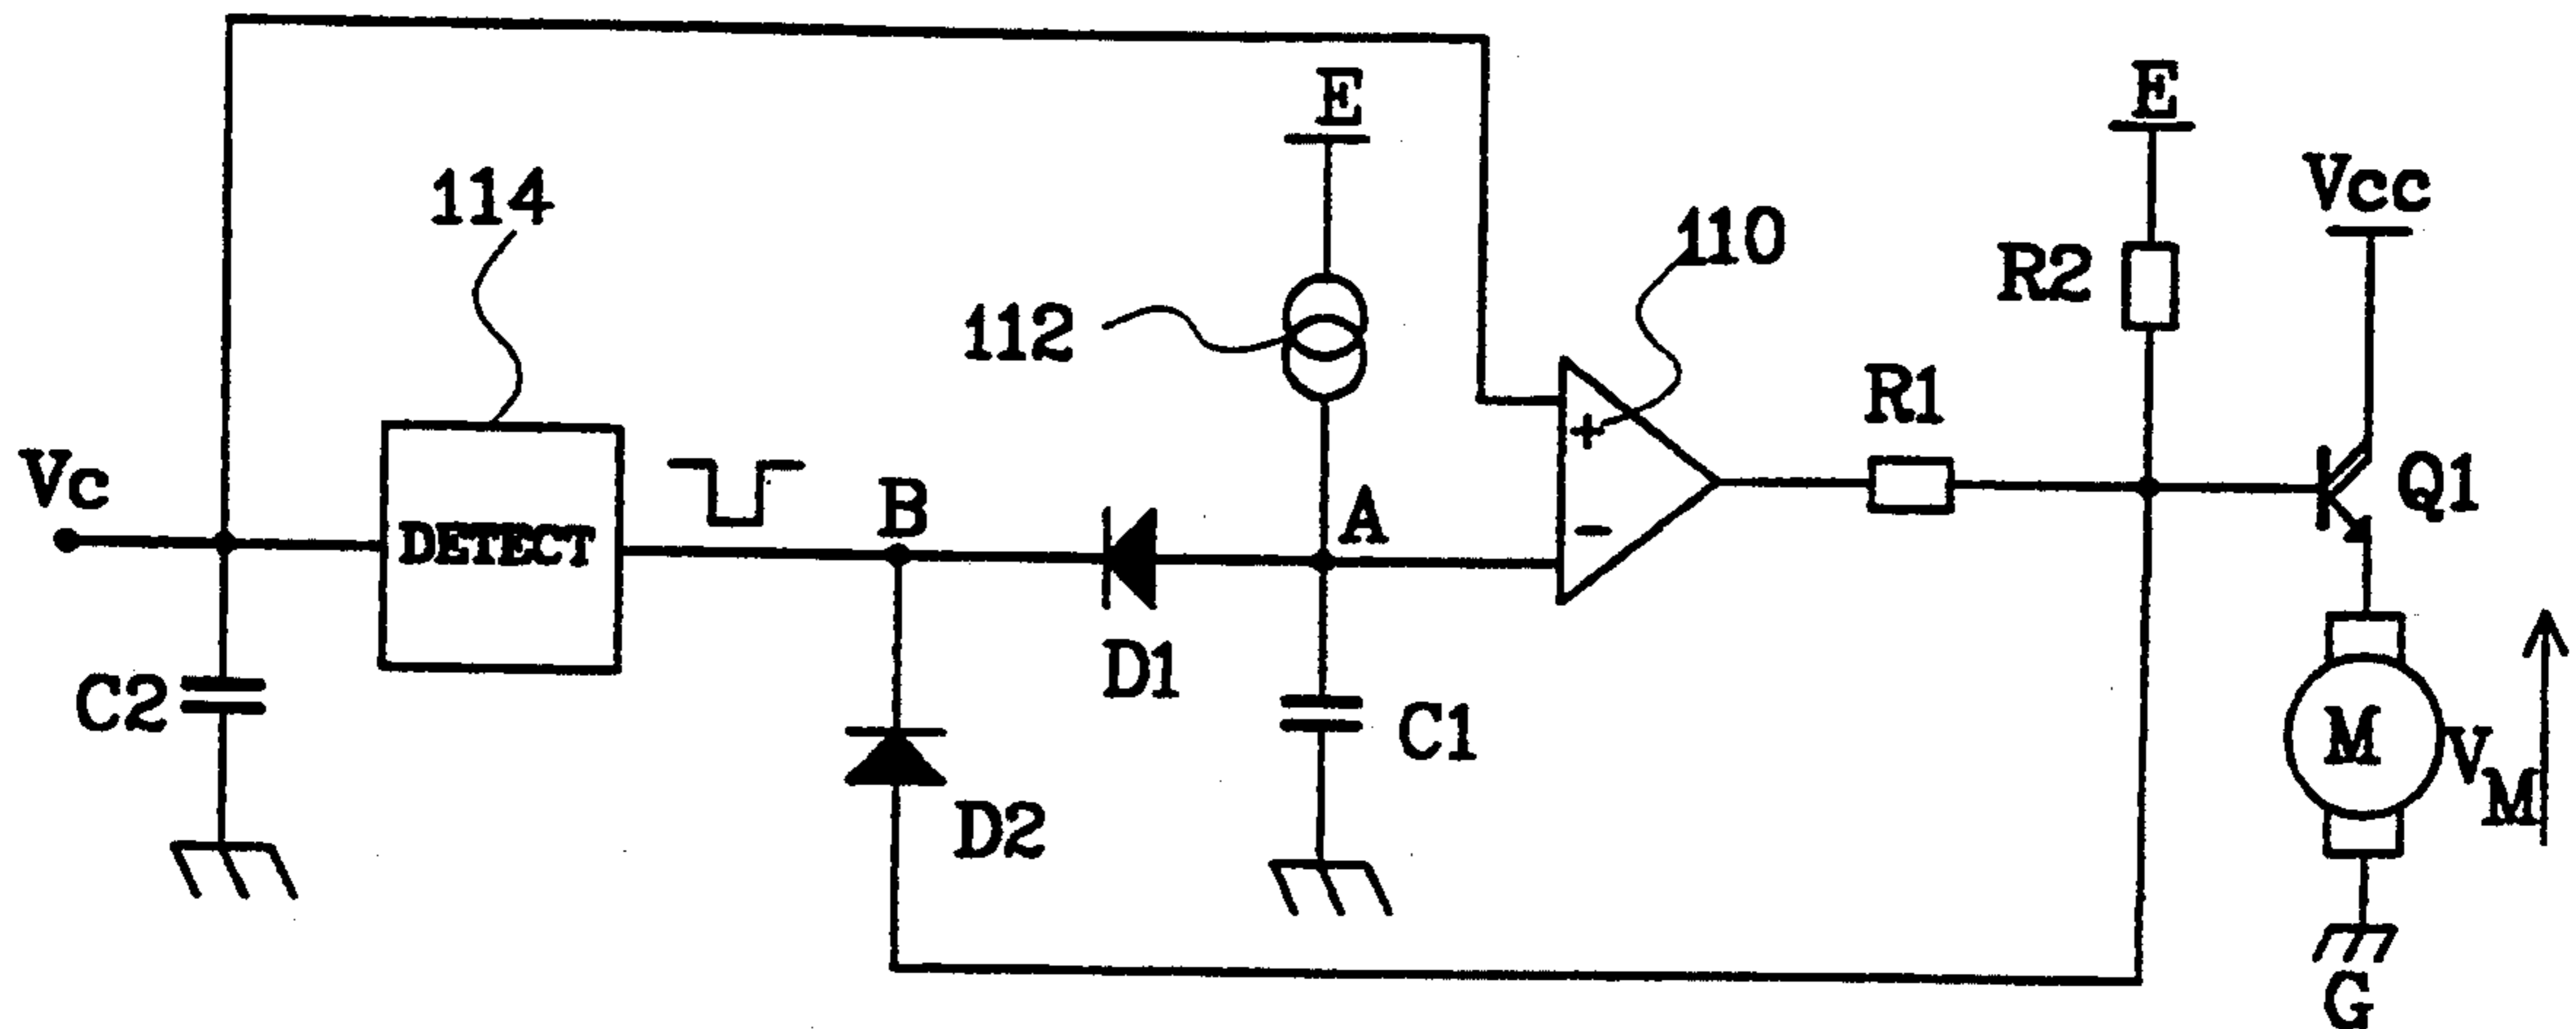 E
E
Vcc
114
110
R2
112
R1
Vc
B
A
+
Q1
DETECT
-
D1
C2
C1
M
VM
D2
G